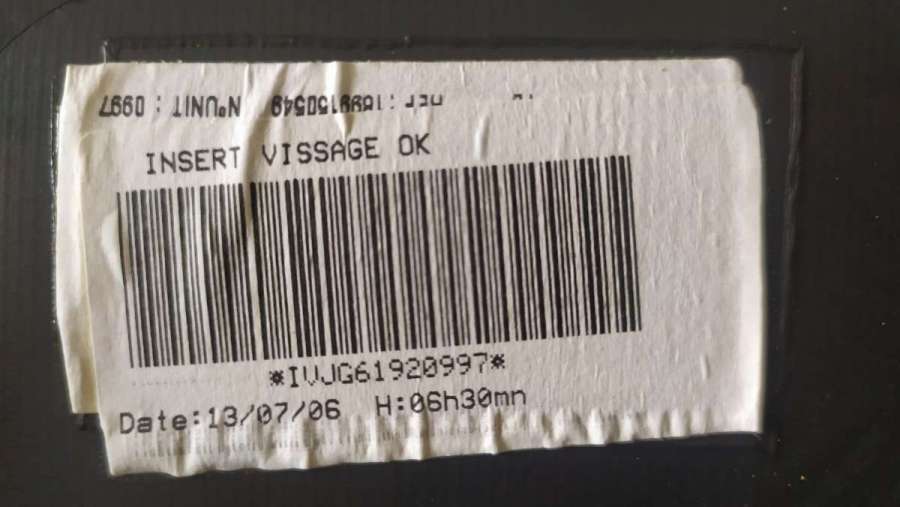 N°UNIT : 0997
INSERT VISSAGE OK
*IVJG61920997*
Date:13/07/06 H:06h30mn